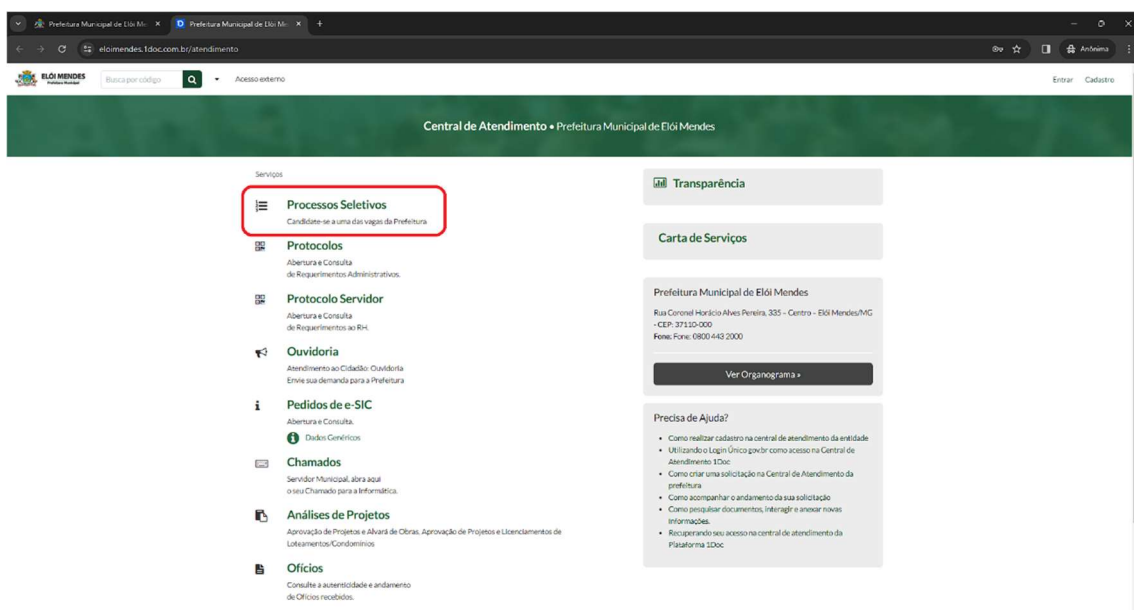 Prefeitura Municipal de Elói Me
Prefeitura Municipal de Elói Me
eloimendes.1doc.com.br/atendimento
Anônima
ELÓI MENDES
Prefeitura Municipal
Busca por código
Acesso externo
Entrar
Cadastro
Central de Atendimento • Prefeitura Municipal de Elói Mendes
Serviços
Processos Seletivos
Candidate-se a uma das vagas da Prefeitura.
Protocolos
Abertura e Consulta
de Requerimentos Administrativos.
Protocolo Servidor
Abertura e Consulta
de Requerimentos ao RH.
Ouvidoria
Atendimento ao Cidadão: Ouvidoria
Envie sua demanda para a Prefeitura
Pedidos de e-SIC
Abertura e Consulta.
Dados Genéricos
Chamados
Servidor Municipal, abra aqui
o seu Chamado para a Informática.
Análises de Projetos
Aprovação de Projetos e Alvará de Obras, Aprovação de Projetos e Licenciamentos de
Loteamentos/Condomínios
Ofícios
Consulte a autenticidade e andamento
de Ofícios recebidos.
Transparência
Carta de Serviços
Prefeitura Municipal de Elói Mendes
Rua Coronel Horácio Alves Pereira, 335 – Centro – Elói Mendes/MG
- CEP: 37110-000
Fone: Fone: 0800 443 2000
Ver Organograma »
Precisa de Ajuda?
• Como realizar cadastro na central de atendimento da entidade
• Utilizando o Login Único gov.br como acesso na Central de
Atendimento 1Doc
• Como criar uma solicitação na Central de Atendimento da
prefeitura
• Como acompanhar o andamento da sua solicitação
• Como pesquisar documentos, interagir e anexar novas
informações.
• Recuperando seu acesso na central de atendimento da
Plataforma 1Doc